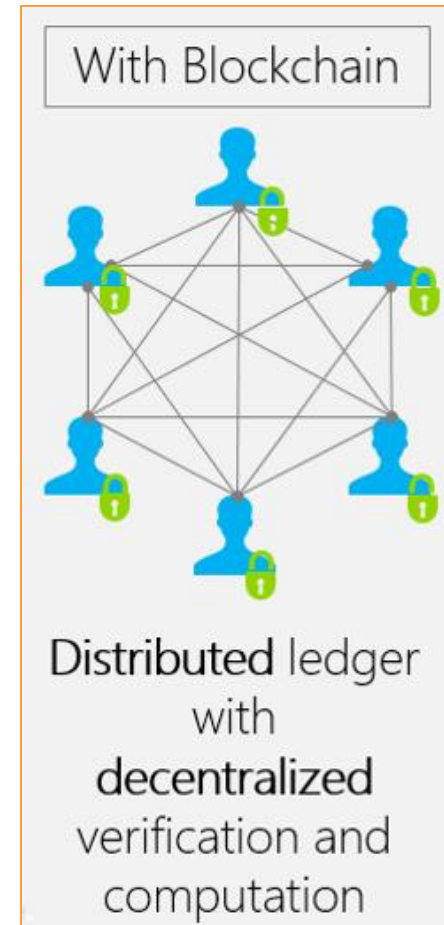 With Blockchain
Distributed ledger
with
decentralized
verification and
computation